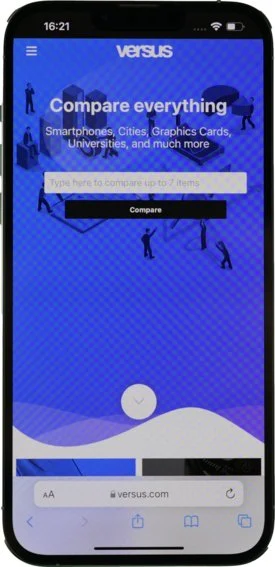 16:21
versus
Compare everything
Smartphones, Cities, Graphics Cards,
Universities, and much more
Type here to compare up to 7 items
Compare
AA
versus.com